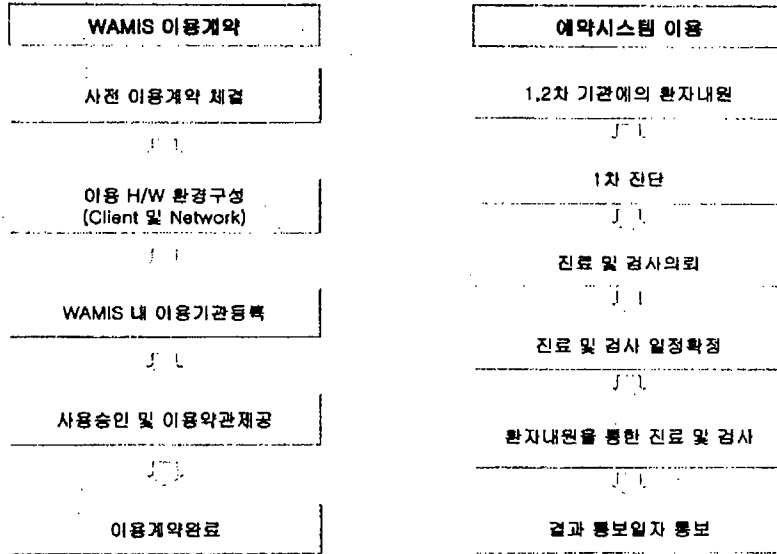 WAMIS 이용계약
사전 이용계약 체결
이용 H/W 환경구성
(Client 및 Network)
WAMIS 내 이용기관등록
사용승인 및 이용약관제공
이용계약완료
예약시스템 이용
1,2차 기관에의 환자내원
1차 진단
진료 및 검사의뢰
진료 및 검사 일정확정
환자내원을 통한 진료 및 검사
결과 통보일자 통보